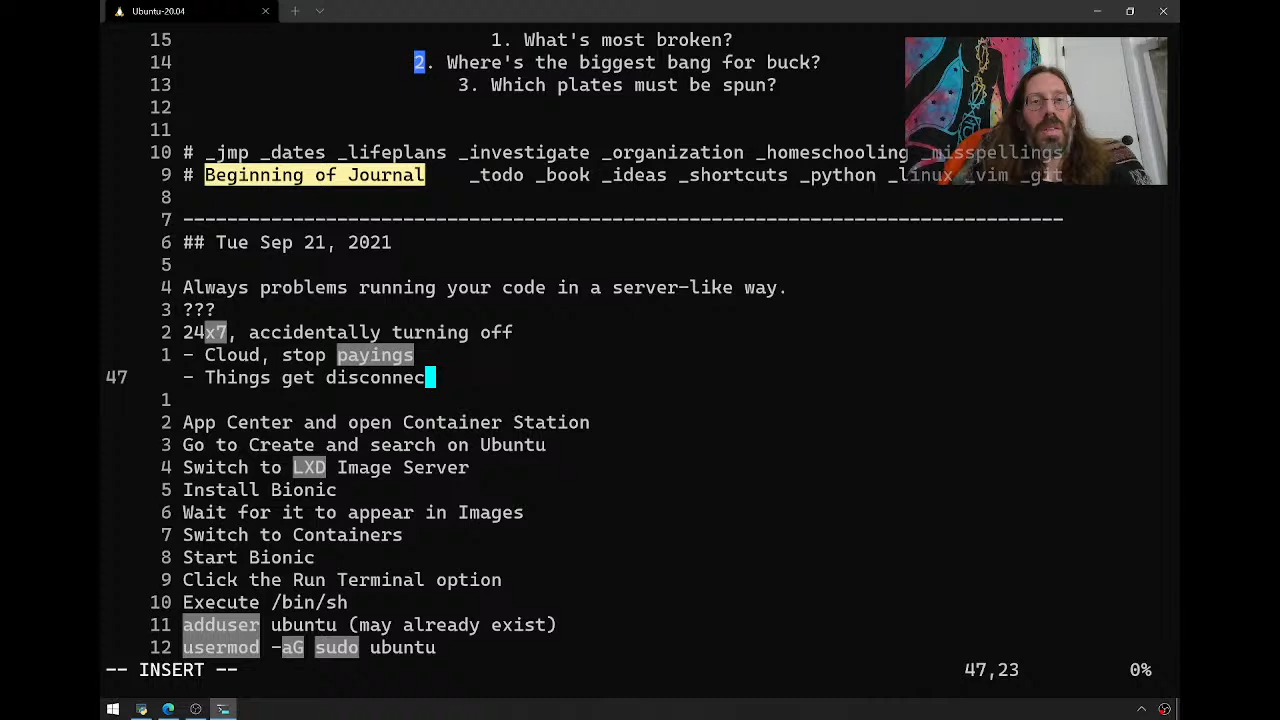 Ubuntu-20.04
15 1. What's most broken?
14 2. Where's the biggest bang for buck?
13 3. Which plates must be spun?
12
11
10 # _jmp _dates _lifeplans _investigate _organization _homeschooling _misspellings
9 # Beginning of Journal _todo _book _ideas _shortcuts _python _linux _vim _git
8
7 --------------------------------------------------------------------------------
6 ## Tue Sep 21, 2021
5
4 Always problems running your code in a server-like way.
3 ???
2 24x7, accidentally turning off
1 - Cloud, stop payings
47 - Things get disconnec
1
2 App Center and open Container Station
3 Go to Create and search on Ubuntu
4 Switch to LXD Image Server
5 Install Bionic
6 Wait for it to appear in Images
7 Switch to Containers
8 Start Bionic
9 Click the Run Terminal option
10 Execute /bin/sh
11 adduser ubuntu (may already exist)
12 usermod -aG sudo ubuntu
-- INSERT -- 47,23 0%